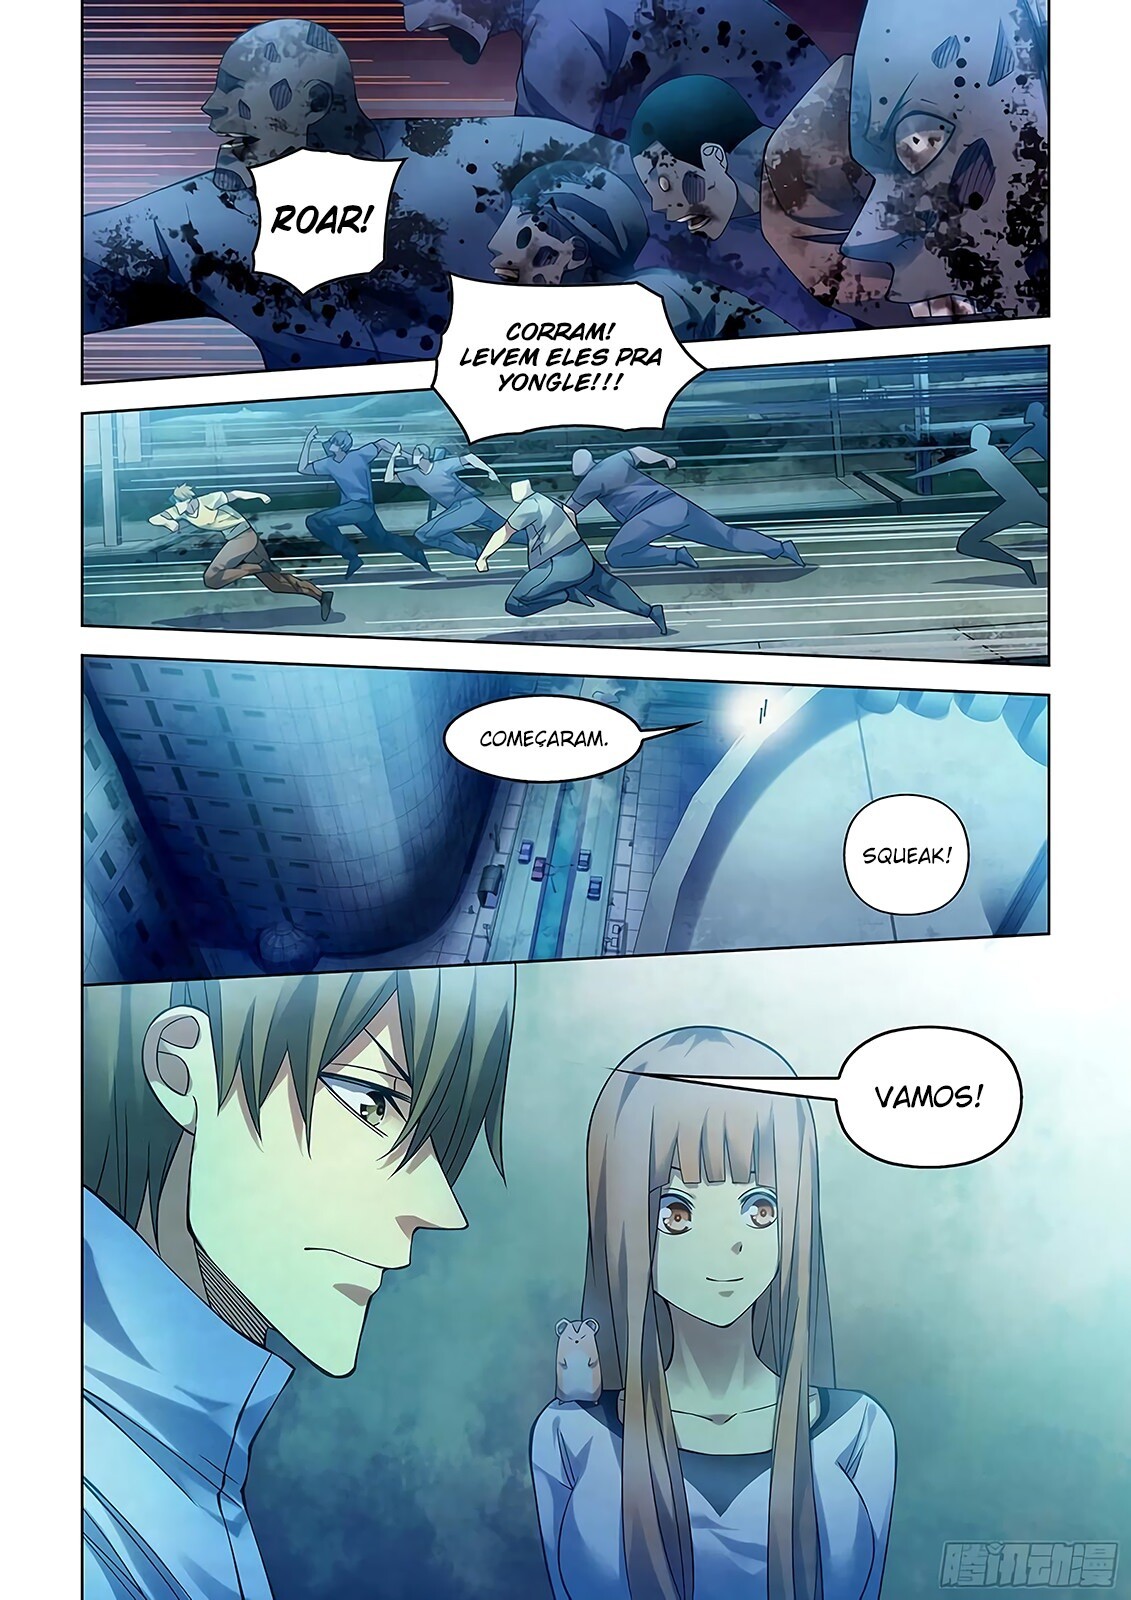 ROAR!
CORRAM!
LEVEM ELES PRA
YONGLE!!!
COMEÇARAM.
SQUEAK!
VAMOS!
腾讯动漫